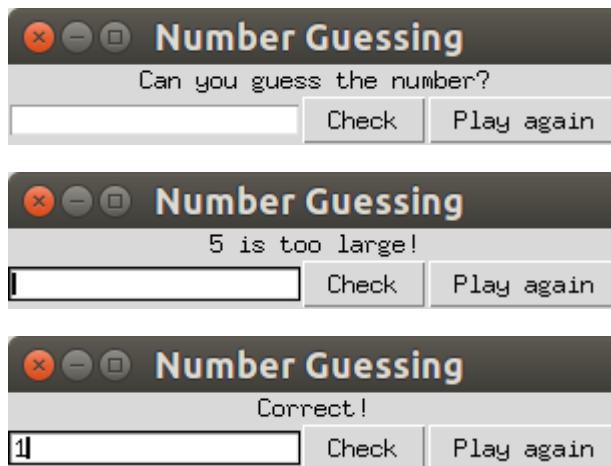 Number Guessing
Can you guess the number?
Check Play again
Number Guessing
5 is too large!
Check Play again
Number Guessing
Correct!
1 Check Play again